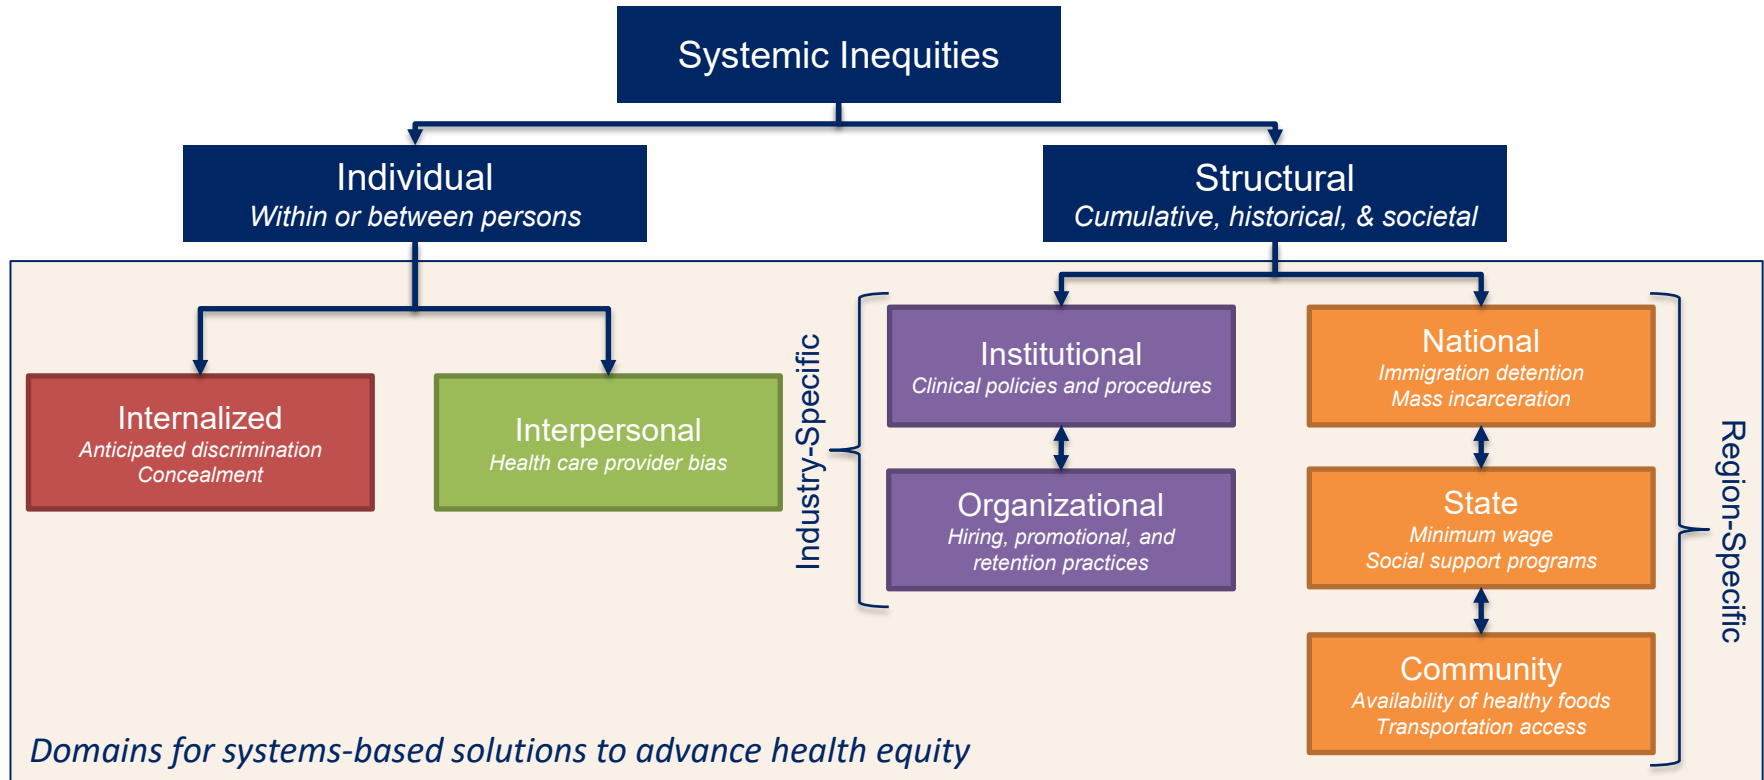 Systemic Inequities
Individual
Within or between persons
Structural
Cumulative, historical, & societal
Internalized
Anticipated discrimination
Concealment
Interpersonal
Health care provider bias
Industry-Specific
Institutional
Clinical policies and procedures
Organizational
Hiring, promotional, and
retention practices
National
Immigration detention
Mass incarceration
State
Minimum wage
Social support programs
Community
Availability of healthy foods
Transportation access
Region-Specific
Domains for systems-based solutions to advance health equity